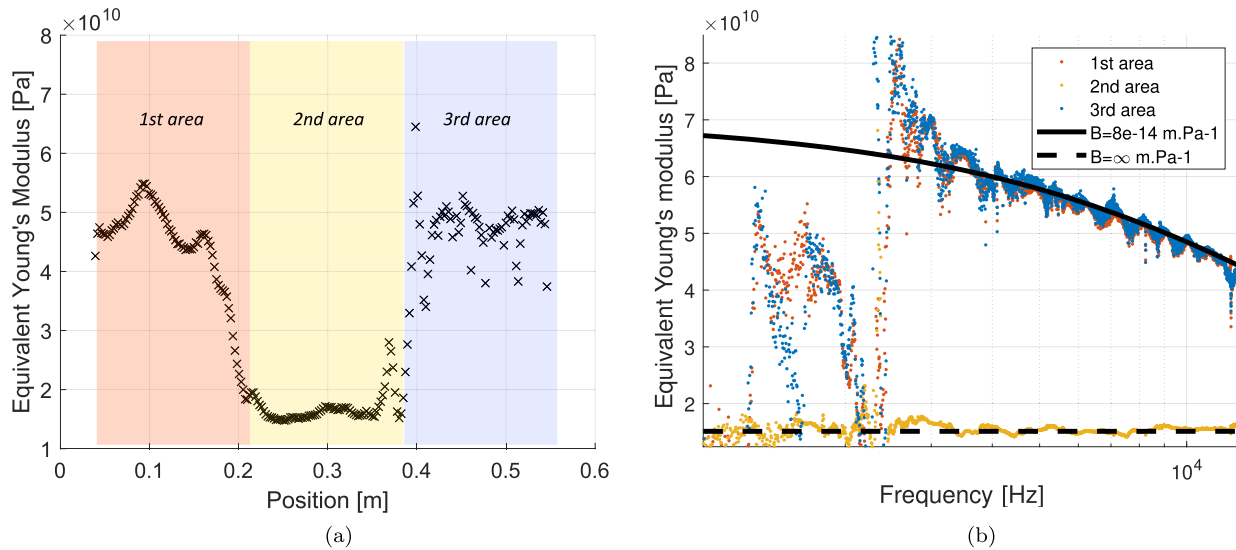 ×10^10
8
7
6
5
4
3
2
1
Equivalent Young's Modulus [Pa]
1st area
2nd area
3rd area
0
0.1
0.2
0.3
0.4
0.5
0.6
Position [m]
(a)
×10^10
8
7
6
5
4
3
2
Equivalent Young's modulus [Pa]
1st area
2nd area
3rd area
B=8e-14 m.Pa-1
B=∞ m.Pa-1
10^4
Frequency [Hz]
(b)